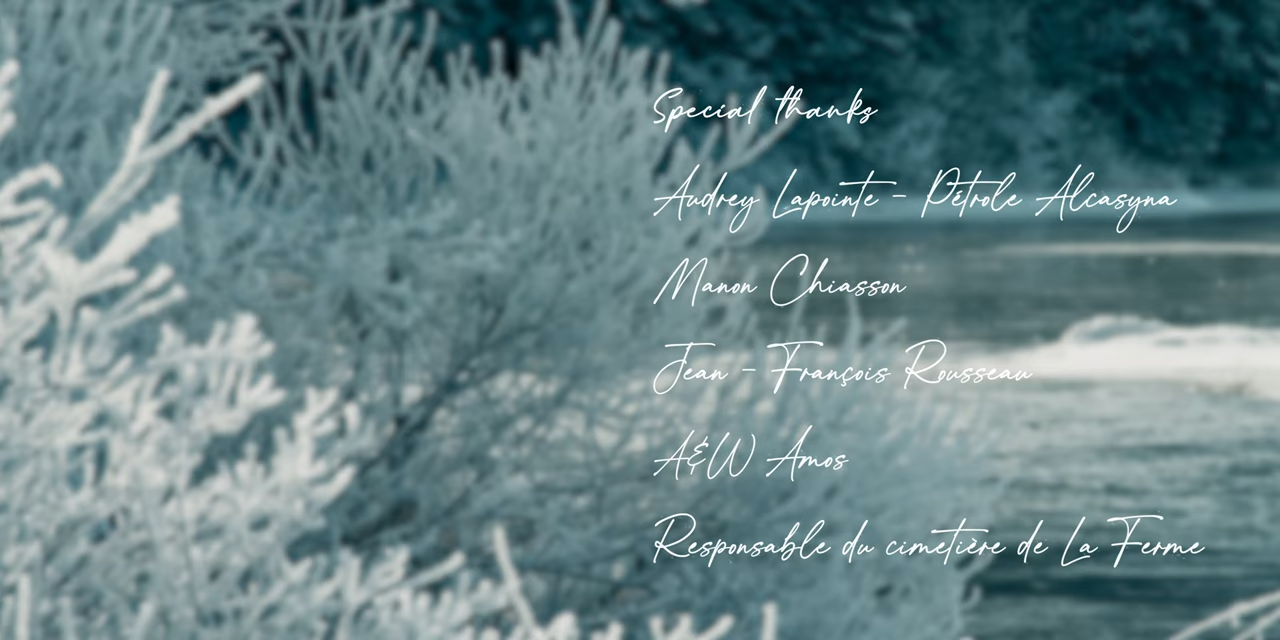 Special thanks
Audrey Lapointe - Pétrole Alcasyna
Manon Chiasson
Jean - François Rousseau
A&W Amos
Responsable du cimetière de La Ferme